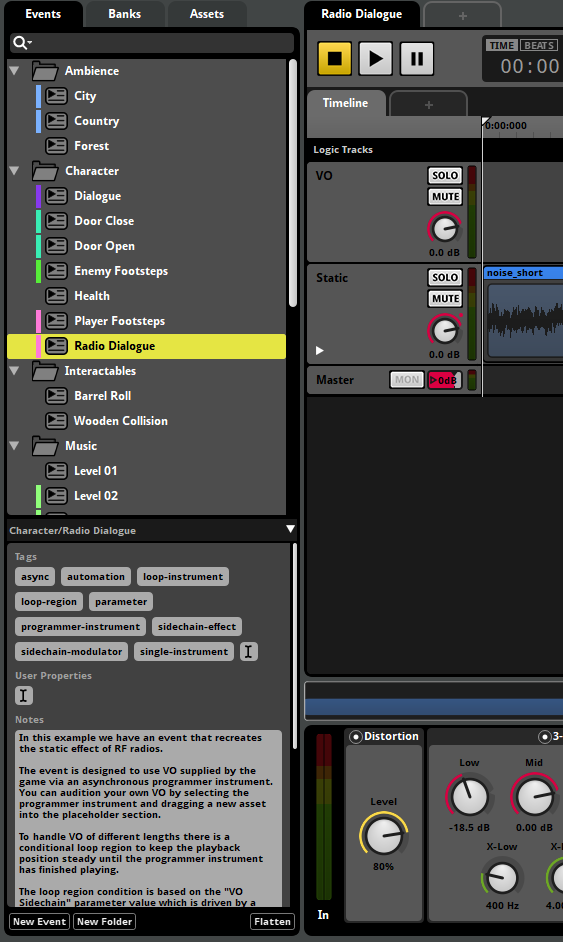 Events Banks Assets
Ambience
City
Country
Forest
Character
Dialogue
Door Close
Door Open
Enemy Footsteps
Health
Player Footsteps
Radio Dialogue
Interactables
Barrel Roll
Wooden Collision
Music
Level 01
Level 02
Character/Radio Dialogue
Tags
async automation loop-instrument
loop-region parameter
programmer-instrument sidechain-effect
sidechain-modulator single-instrument
User Properties
Notes
In this example we have an event that recreates
the static effect of RF radios.
The event is designed to use VO supplied by the
game via an asynchronous programmer instrument.
You can audition your own VO by selecting the
programmer instrument and dragging a new asset
into the placeholder section.
To handle VO of different lengths there is a
conditional loop region to keep the playback
position steady until the programmer instrument
has finished playing.
The loop region condition is based on the "VO
Sidechain" parameter value which is driven by a
New Event New Folder Flatten
Radio Dialogue +
TIME BEATS
00:00
Timeline +
0:00:000
Logic Tracks
VO SOLO
MUTE
0.0 dB
Static SOLO
MUTE
0.0 dB
noise_short
Master MON 0dB
In
Distortion
Level
80%
3-
Low Mid
-18.5 dB 0.00 dB
X-Low
400 Hz